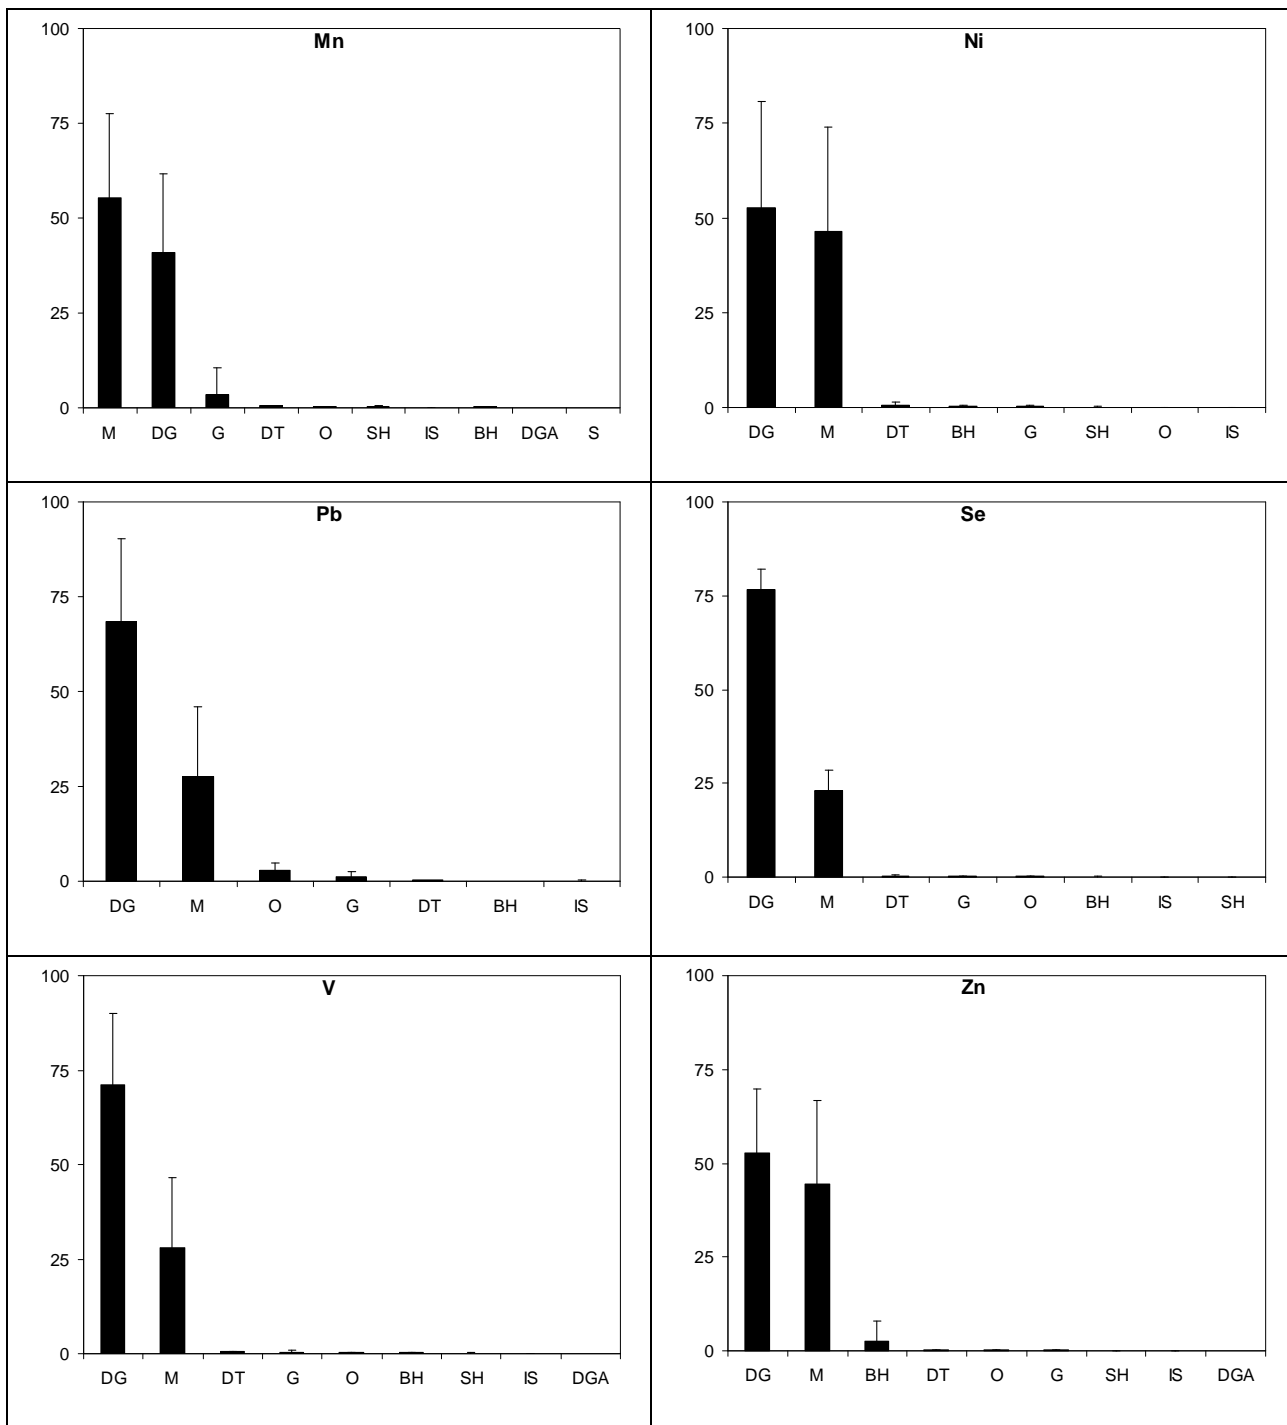 Mn
100
75
50
25
0
M DG G DT O SH IS BH DGA S
Ni
100
75
50
25
0
DG M DT BH G SH O IS
Pb
100
75
50
25
0
DG M O G DT BH IS
Se
100
75
50
25
0
DG M DT G O BH IS SH
V
100
75
50
25
0
DG M DT G O BH SH IS DGA
Zn
100
75
50
25
0
DG M BH DT O G SH IS DGA